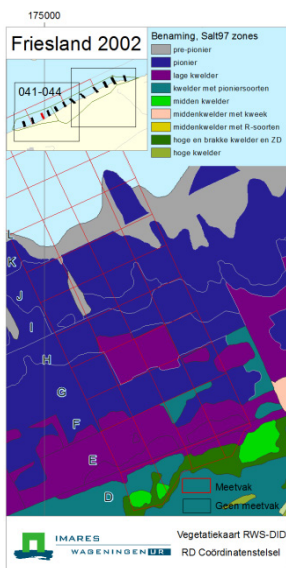 175000
Friesland 2002
041-044
Benaming, Salt97 zones
pre-pionier
pionier
lage kwelder
kwelder met pioniersoorten
midden kwelder
middenkwelder met kweek
middenkwelder met R-soorten
hoge en brakke kwelder en ZD
hoge kwelder
L
K
J
I
H
G
F
E
D
Meetvak
Geen meetvak
IMARES
WAGENINGEN UR
Vegetatiekaart RWS-DID
RD Coördinatenstelsel